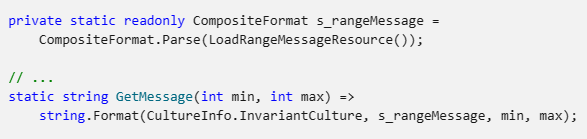 private static readonly CompositeFormat s_rangeMessage =
    CompositeFormat.Parse(LoadRangeMessageResource());

// ...
static string GetMessage(int min, int max) =>
    string.Format(CultureInfo.InvariantCulture, s_rangeMessage, min, max);